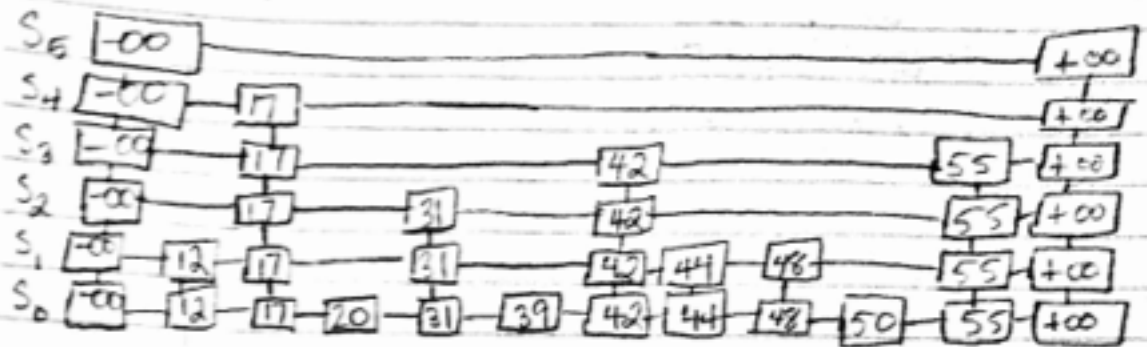 S5 -∞ +∞
S4 -∞ 17 +∞
S3 -∞ 17 42 55 +∞
S2 -∞ 17 31 42 55 +∞
S1 -∞ 12 17 31 42 44 48 55 +∞
S0 -∞ 12 17 20 31 39 42 44 48 50 55 +∞